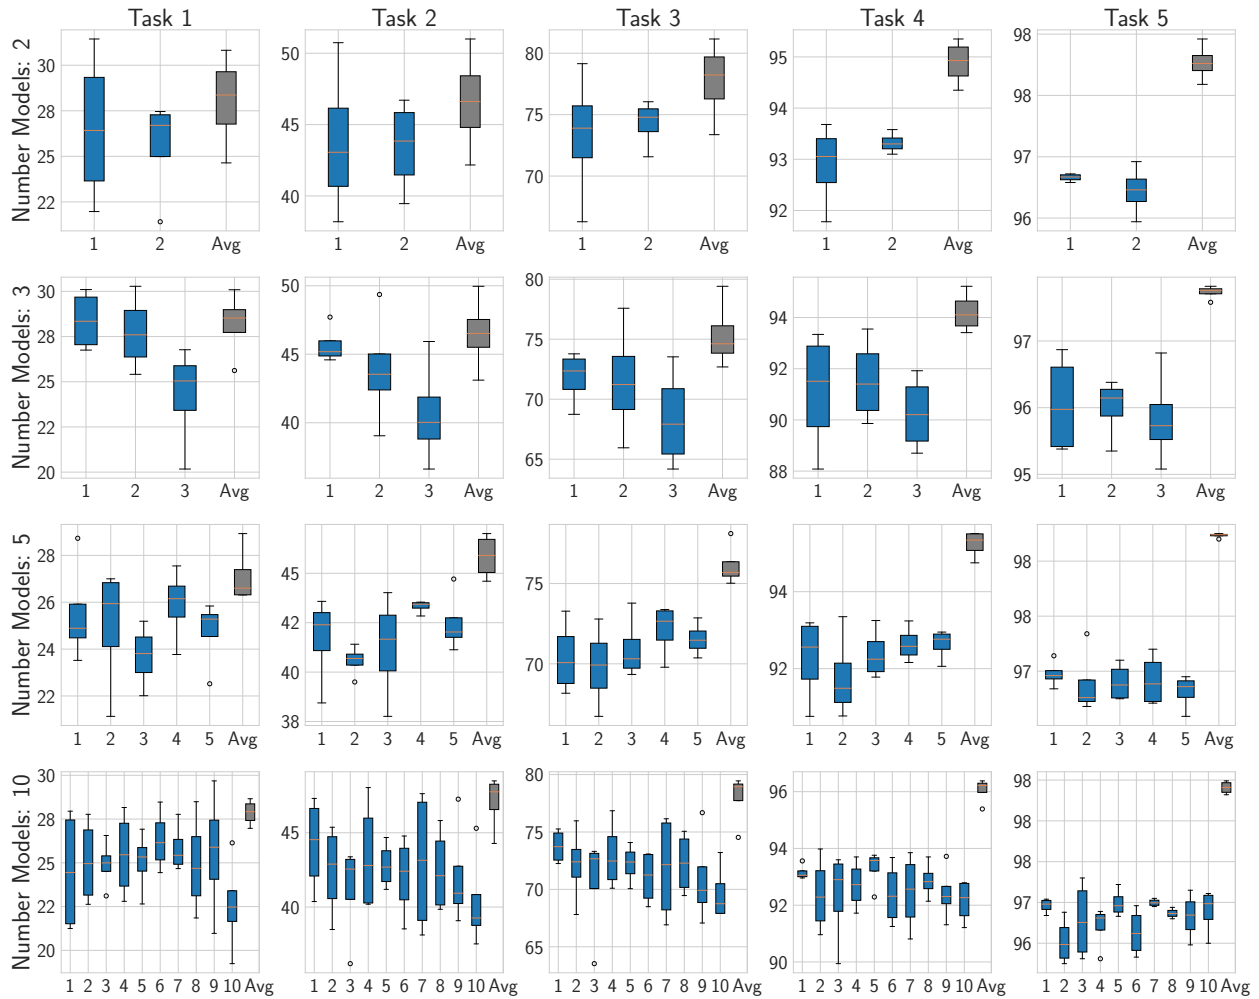 Task 1 Task 2 Task 3 Task 4 Task 5
Number Models: 2
30 28 25 22
1 2 Avg
50 45 40
1 2 Avg
80 75 70
1 2 Avg
95 94 93 92
1 2 Avg
98 98 97 96
1 2 Avg
Number Models: 3
30 28 25 22 20
1 2 3 Avg
50 45 40
1 2 3 Avg
80 75 70 65
1 2 3 Avg
94 92 90 88
1 2 3 Avg
97 96 95
1 2 3 Avg
Number Models: 5
28 26 24 22
1 2 3 4 5 Avg
45 42 40 38
1 2 3 4 5 Avg
75 70
1 2 3 4 5 Avg
94 92
1 2 3 4 5 Avg
98 98 97
1 2 3 4 5 Avg
Number Models: 10
30 28 25 22 20
1 2 3 4 5 6 7 8 9 10 Avg
45 40
1 2 3 4 5 6 7 8 9 10 Avg
80 75 70 65
1 2 3 4 5 6 7 8 9 10 Avg
96 94 92 90
1 2 3 4 5 6 7 8 9 10 Avg
98 98 98 97 96
1 2 3 4 5 6 7 8 9 10 Avg